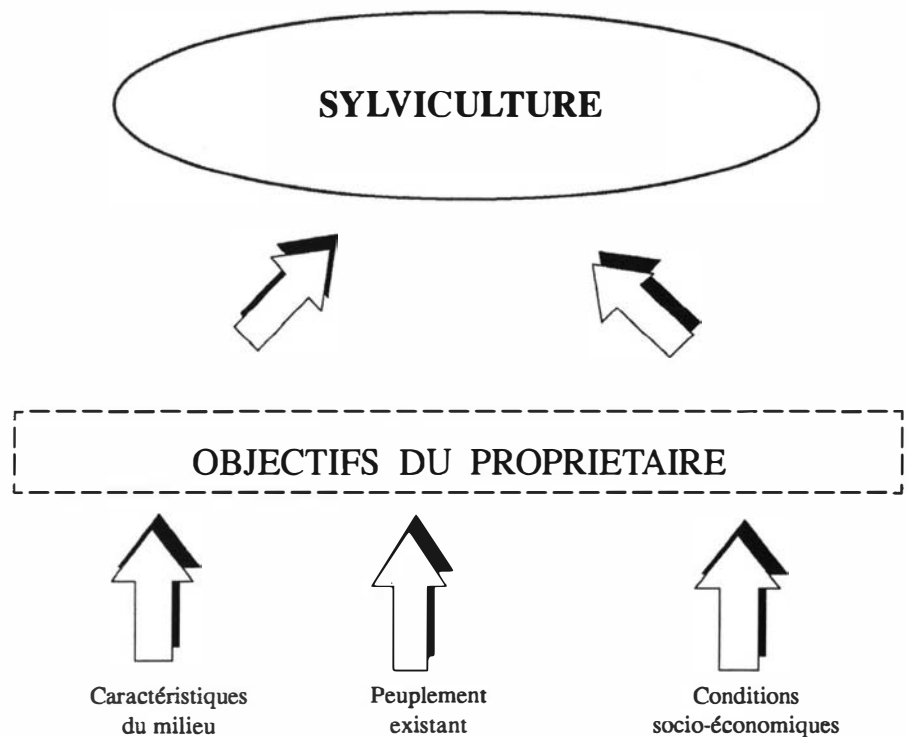 SYLVICULTURE
OBJECTIFS DU PROPRIETAIRE
Caractéristiques
du milieu
Peuplement
existant
Conditions
socio-économiques